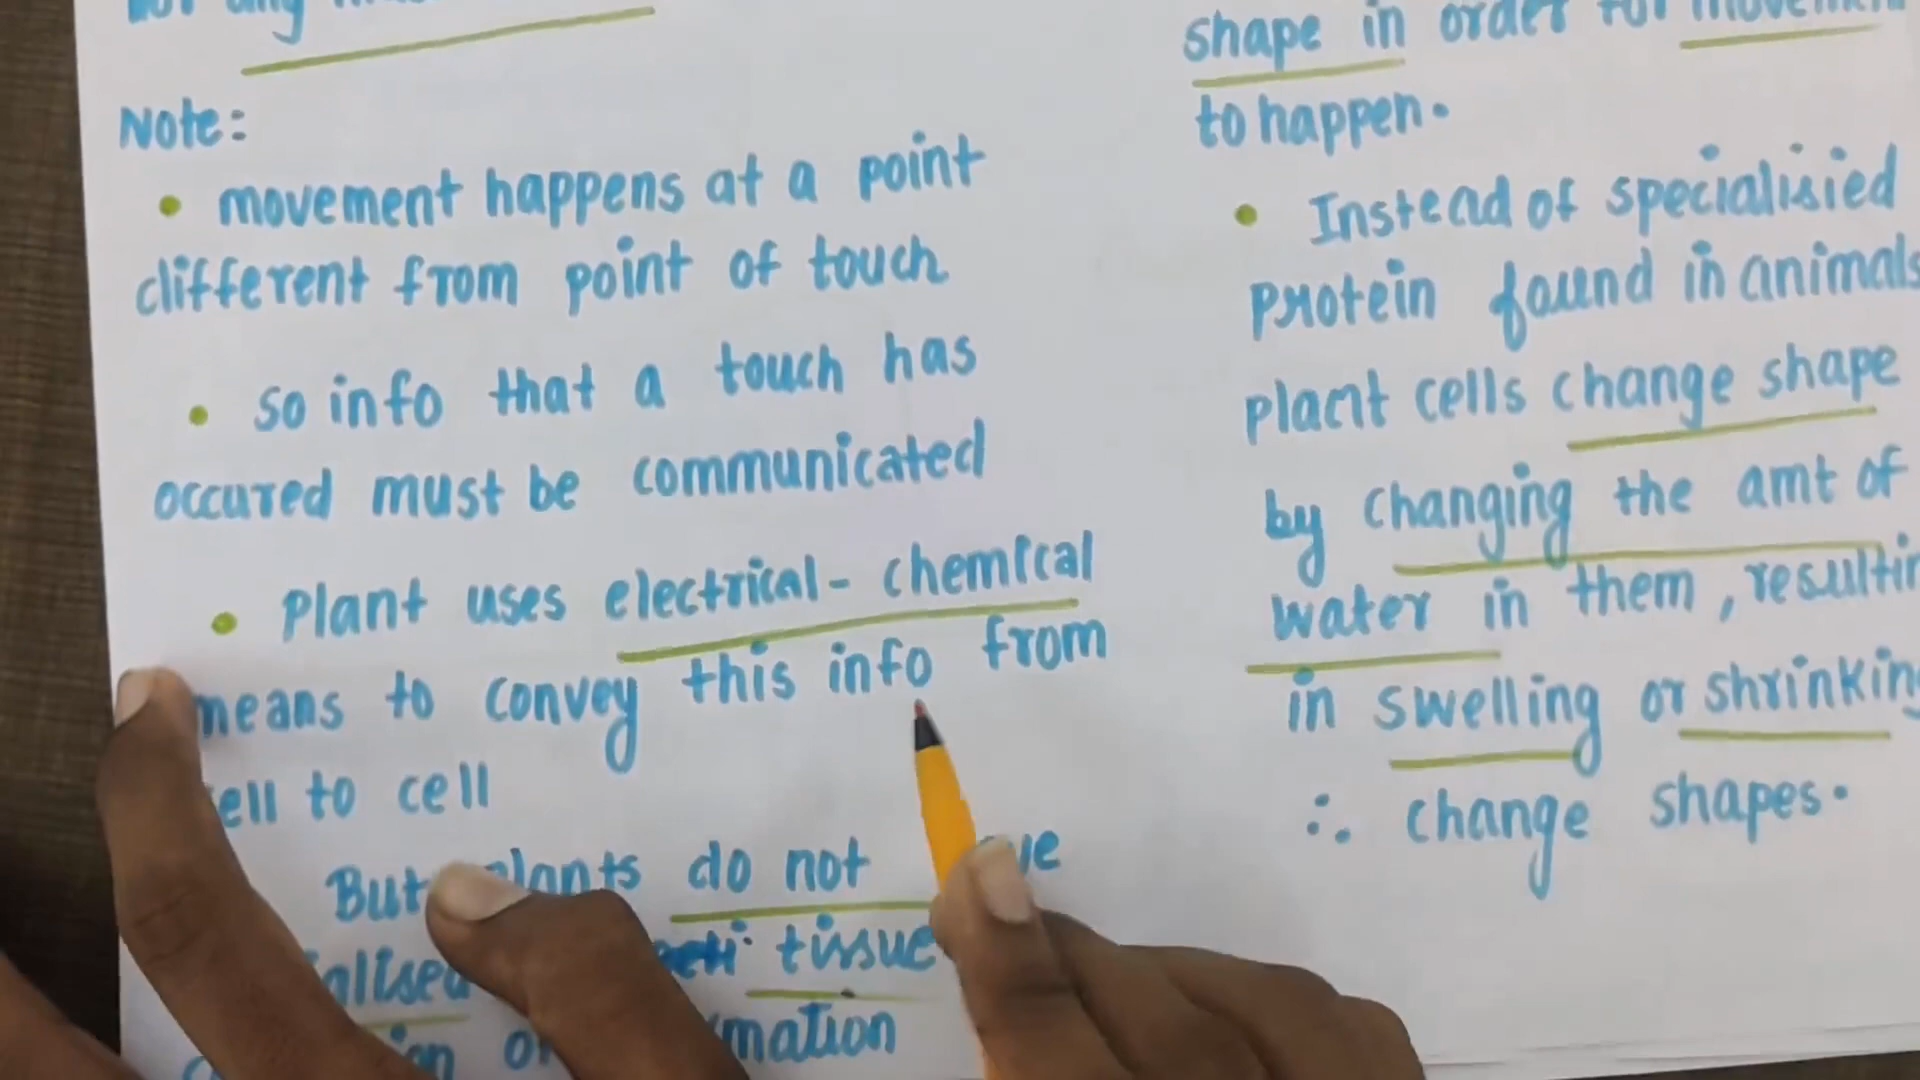 Note:
• movement happens at a point
different from point of touch
• so info that a touch has
occured must be communicated
• Plant uses electrical - chemical
means to convey this info from
cell to cell
But plants do not
tissue
shape in order for movement
to happen.
• Instead of specialisied
protein found in animals
plant cells change shape
by changing the amt of
water in them, resulting
in swelling or shrinking
∴ change shapes.